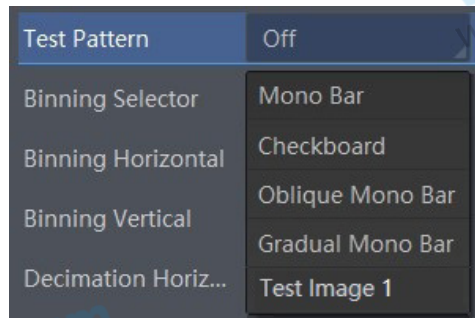 Test Pattern Off
Binning Selector Mono Bar
Binning Horizontal Checkboard
Binning Vertical Oblique Mono Bar
Gradual Mono Bar
Decimation Horiz... Test Image 1